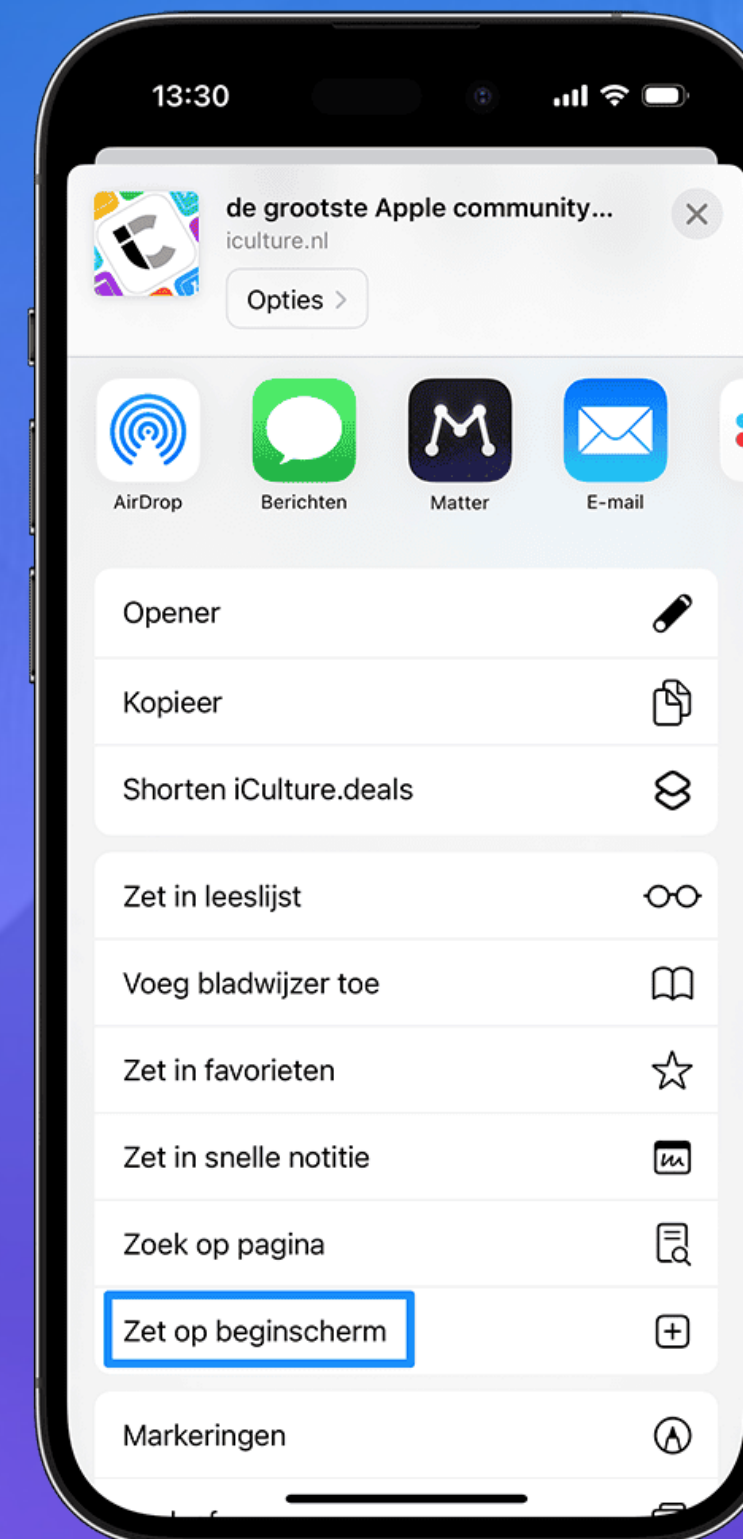 13:30
de grootste Apple community...
iculture.nl
Opties
AirDrop
Berichten
Matter
E-mail
Opener
Kopieer
Shorten iCulture.deals
Zet in leeslijst
Voeg bladwijzer toe
Zet in favorieten
Zet in snelle notitie
Zoek op pagina
Zet op beginscherm
Markeringen